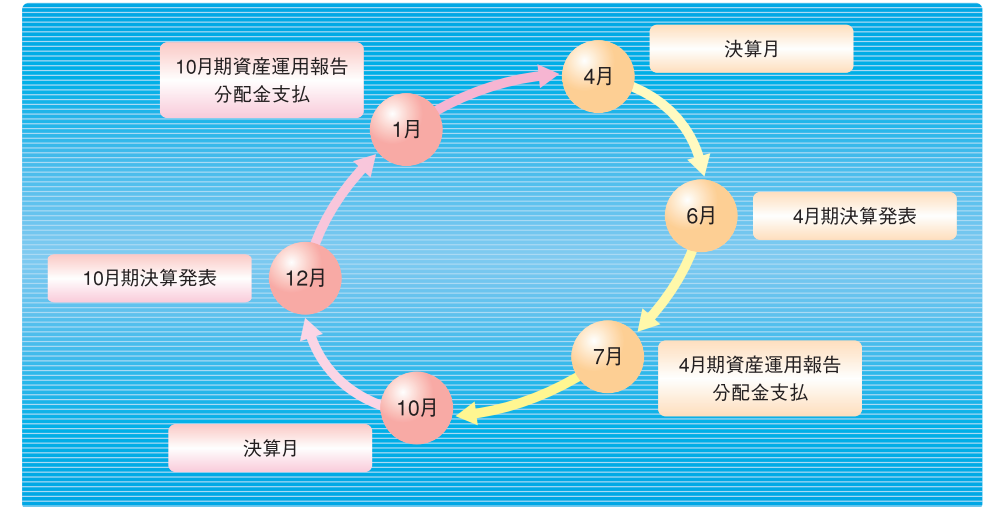 決算月
4月
10月期資産運用報告
分配金支払
1月
6月
4月期決算発表
12月
10月期決算発表
7月
4月期資産運用報告
分配金支払
10月
決算月